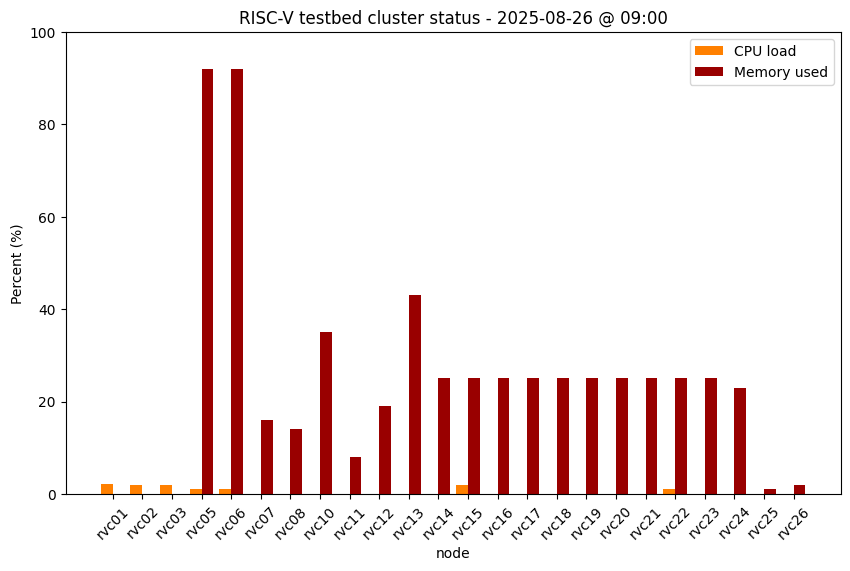 RISC-V testbed cluster status - 2025-08-26 @ 09:00
CPU load
Memory used
Percent (%)
100
80
60
40
20
0
rvc01 rvc02 rvc03 rvc05 rvc06 rvc07 rvc08 rvc10 rvc11 rvc12 rvc13 rvc14 rvc15 rvc16 rvc17 rvc18 rvc19 rvc20 rvc21 rvc22 rvc23 rvc24 rvc25 rvc26
node